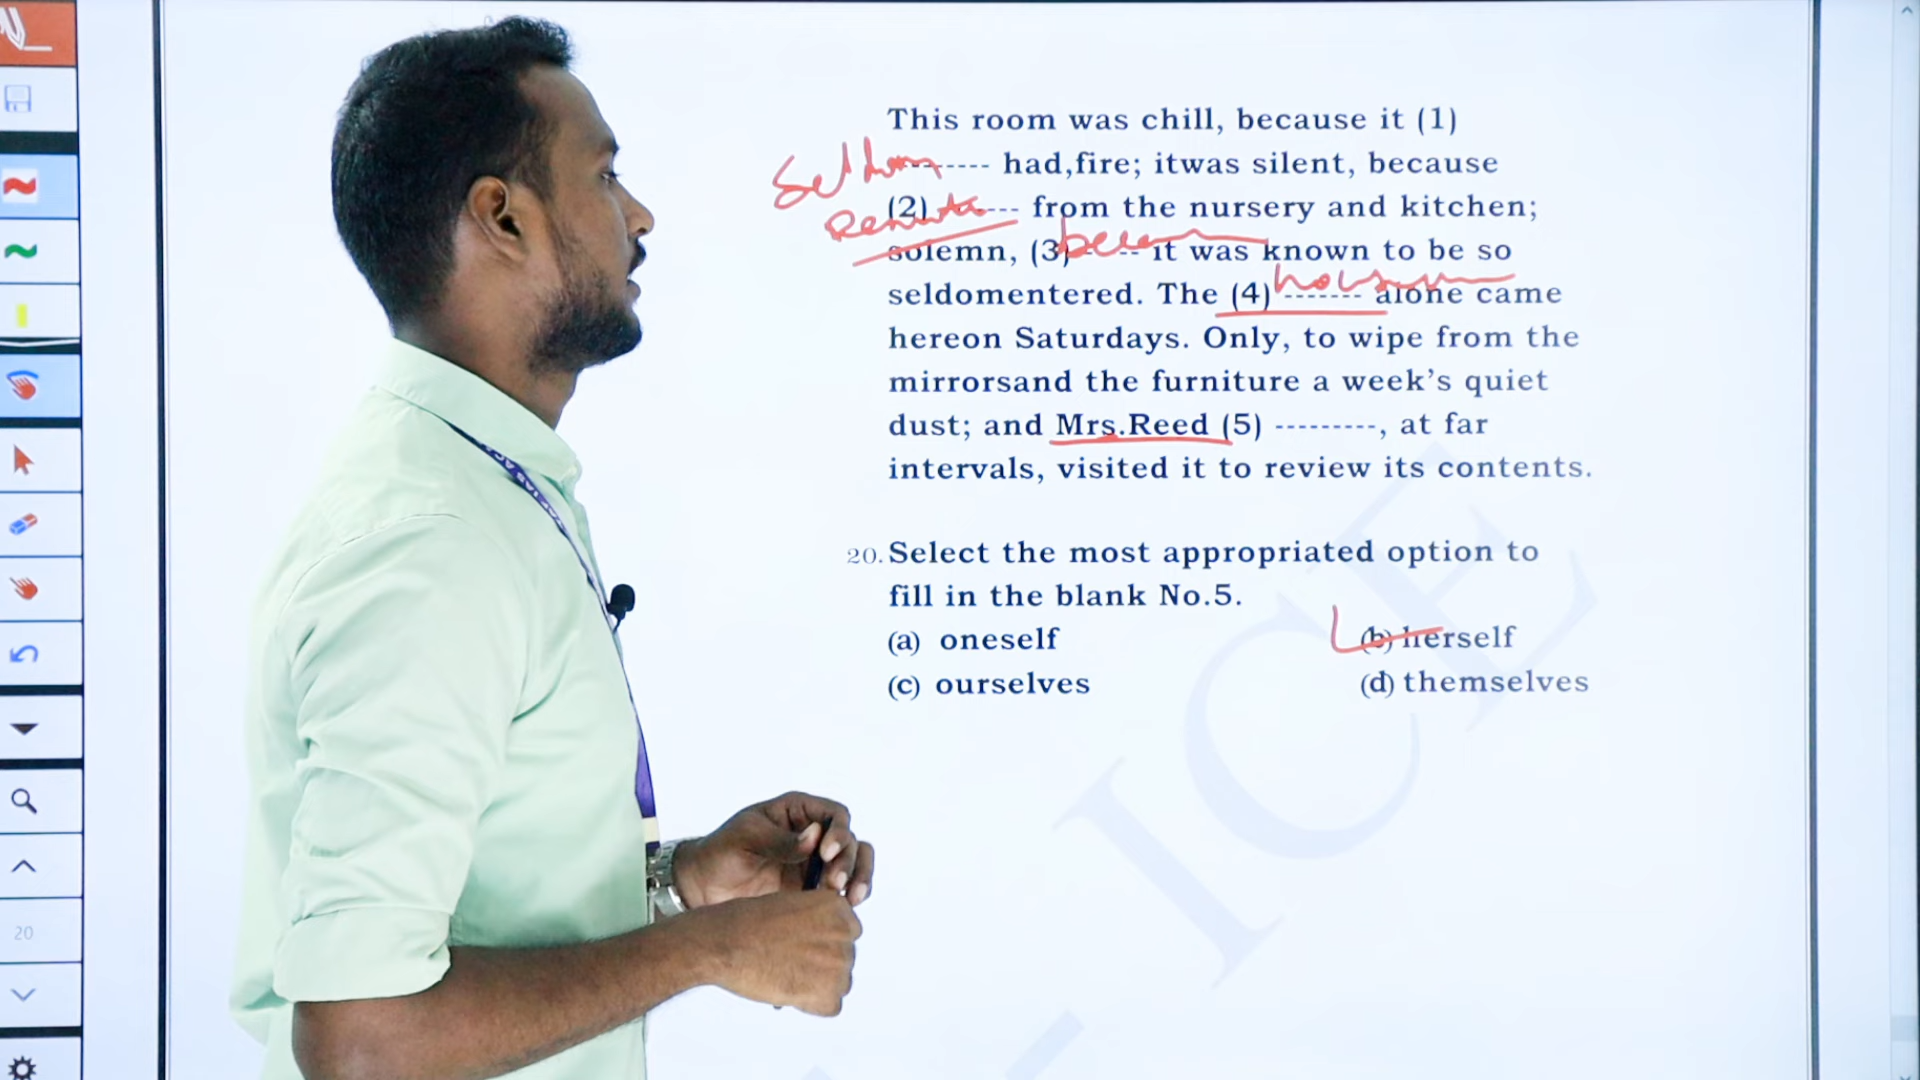 This room was chill, because it (1)
Seldom -------- had,fire; itwas silent, because
(2) ------ from the nursery and kitchen;
solemn, (3) ------ it was known to be so
seldomentered. The (4) ------- alone came
hereon Saturdays. Only, to wipe from the
mirrorsand the furniture a week's quiet
dust; and Mrs.Reed (5) ---------, at far
intervals, visited it to review its contents.
20. Select the most appropriated option to
fill in the blank No.5.
(a) oneself
(b) herself
(c) ourselves
(d) themselves
20
ICE